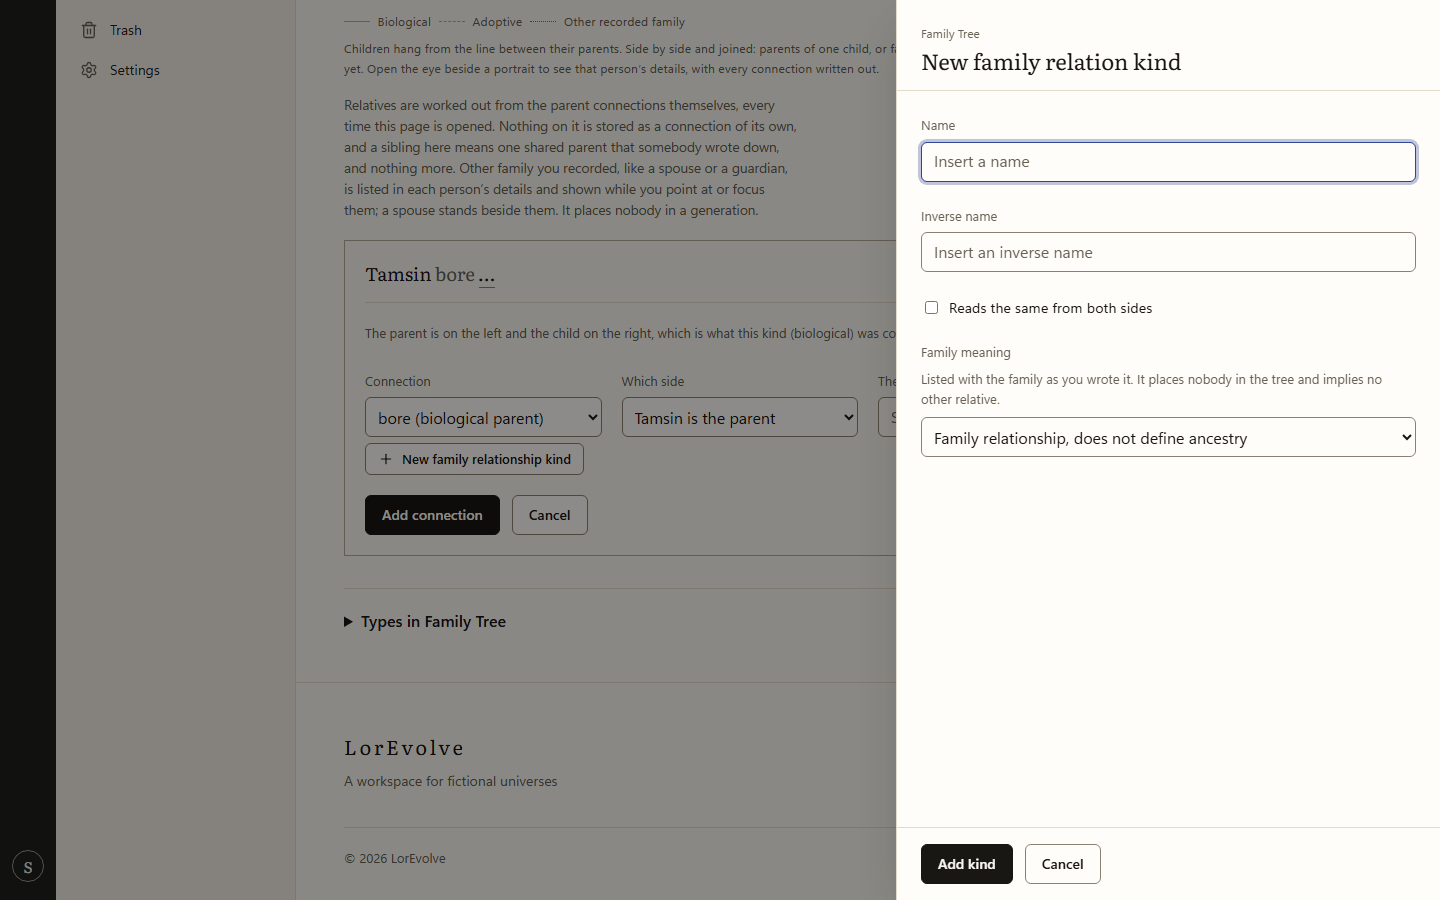 Trash
Settings
S
Biological Adoptive Other recorded family
Children hang from the line between their parents. Side by side and joined: parents of one child, or
yet. Open the eye beside a portrait to see that person's details, with every connection written out.
Relatives are worked out from the parent connections themselves, every
time this page is opened. Nothing on it is stored as a connection of its own,
and a sibling here means one shared parent that somebody wrote down,
and nothing more. Other family you recorded, like a spouse or a guardian,
is listed in each person's details and shown while you point at or focus
them; a spouse stands beside them. It places nobody in a generation.
Tamsin bore ...
The parent is on the left and the child on the right, which is what this kind (biological) was
Connection
Which side
bore (biological parent)
Tamsin is the parent
New family relationship kind
Add connection
Cancel
Types in Family Tree
LorEvolve
A workspace for fictional universes
© 2026 LorEvolve
Family Tree
New family relation kind
Name
Insert a name
Inverse name
Insert an inverse name
Reads the same from both sides
Family meaning
Listed with the family as you wrote it. It places nobody in the tree and implies no
other relative.
Family relationship, does not define ancestry
Add kind
Cancel